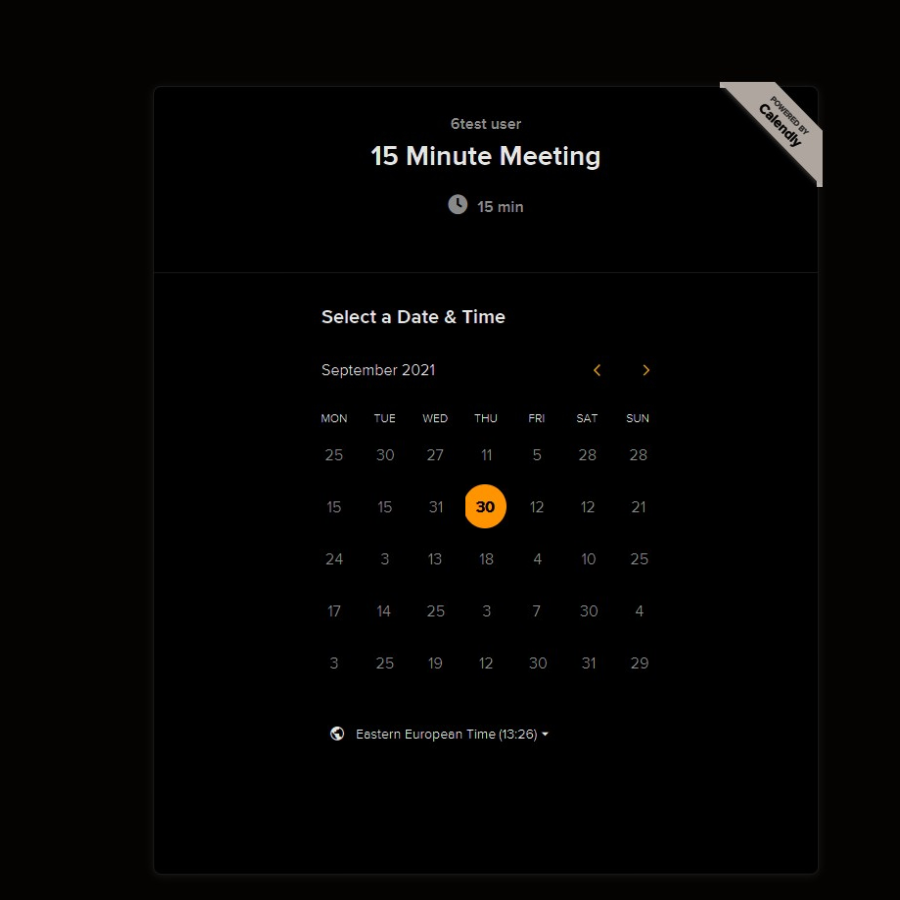 POWERED BY
Calendly
6test user
15 Minute Meeting
15 min
Select a Date & Time
September 2021
MON TUE WED THU FRI SAT SUN
25 30 27 11 5 28 28
15 15 31 30 12 12 21
24 3 13 18 4 10 25
17 14 25 3 7 30 4
3 25 19 12 30 31 29
Eastern European Time (13:26)